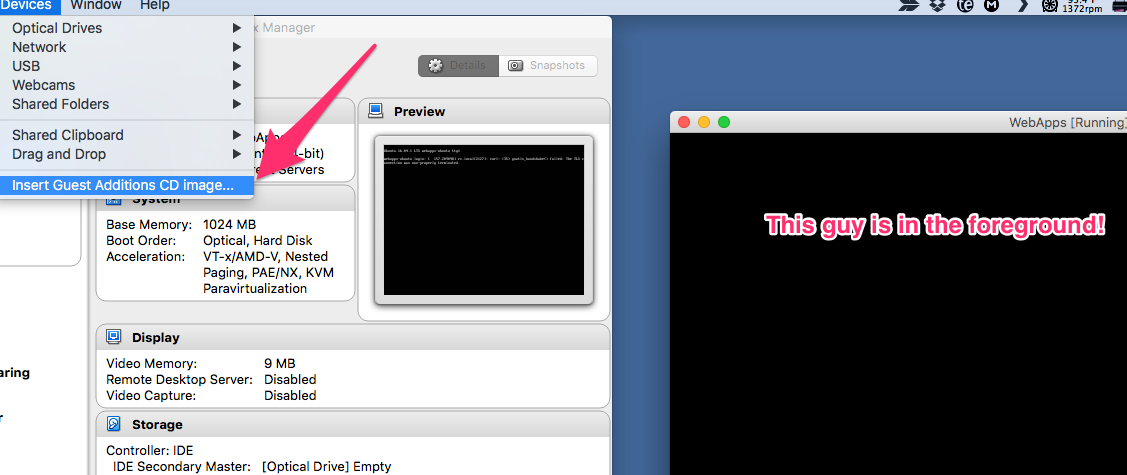 Devices Window Help
1372rpm
Optical Drives
Network
USB
Webcams
Shared Folders
Shared Clipboard
Drag and Drop
Insert Guest Additions CD image...
Manager
Details Snapshots
Preview
-bit)
Servers
System
Base Memory: 1024 MB
Boot Order: Optical, Hard Disk
Acceleration: VT-x/AMD-V, Nested
Paging, PAE/NX, KVM
Paravirtualization
Display
Video Memory: 9 MB
Remote Desktop Server: Disabled
Video Capture: Disabled
Storage
Controller: IDE
IDE Secondary Master: [Optical Drive] Empty
aring
WebApps [Running]
This guy is in the foreground!